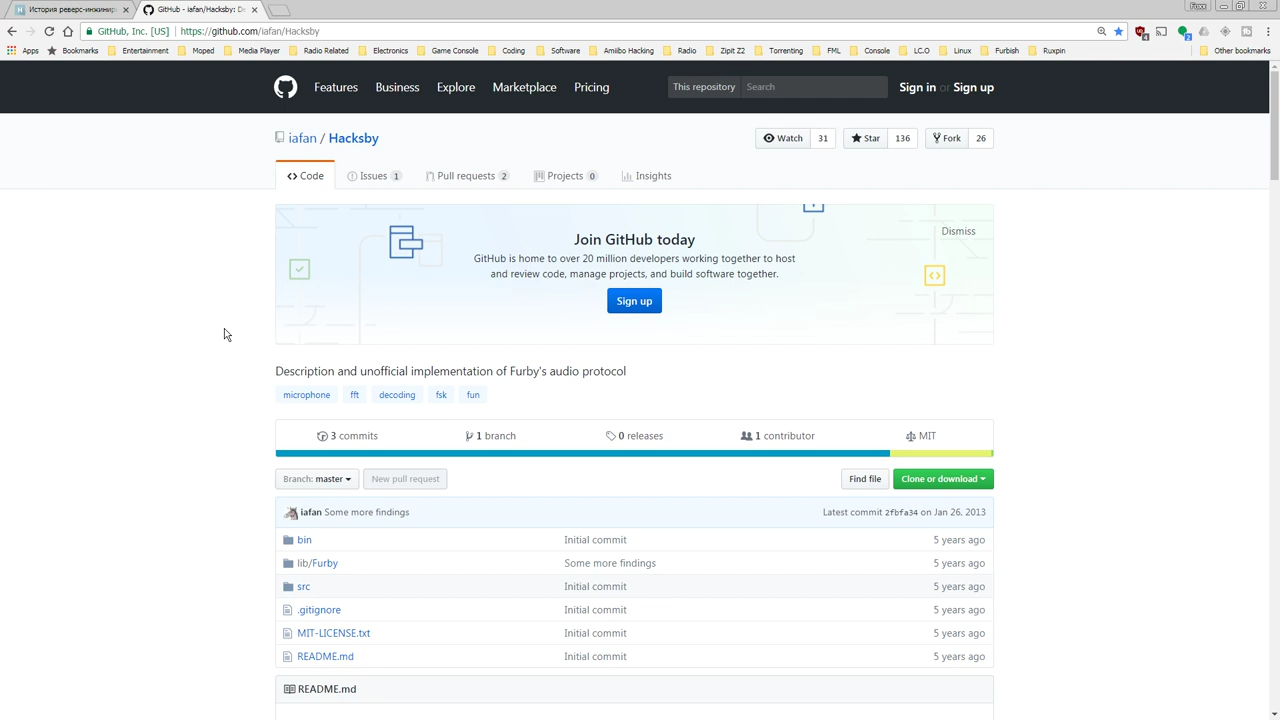 История реверс-инжинир
GitHub - iafan/Hacksby: De
GitHub, Inc. [US] https://github.com/iafan/Hacksby
Apps Bookmarks Entertainment Moped Media Player Radio Related Electronics Game Console Coding Software Amiibo Hacking Radio Zipit Z2 Torrenting FML Console LC.O Linux Furbish Ruxpin Other bookmarks
Features Business Explore Marketplace Pricing This repository Search Sign in or Sign up
iafan / Hacksby
Watch 31 Star 136 Fork 26
Code Issues 1 Pull requests 2 Projects 0 Insights
Join GitHub today
Dismiss
GitHub is home to over 20 million developers working together to host
and review code, manage projects, and build software together.
Sign up
Description and unofficial implementation of Furby's audio protocol
microphone fft decoding fsk fun
3 commits 1 branch 0 releases 1 contributor MIT
Branch: master New pull request Find file Clone or download
iafan Some more findings Latest commit 2fbfa34 on Jan 26, 2013
bin Initial commit 5 years ago
lib/Furby Some more findings 5 years ago
src Initial commit 5 years ago
.gitignore Initial commit 5 years ago
MIT-LICENSE.txt Initial commit 5 years ago
README.md Initial commit 5 years ago
README.md